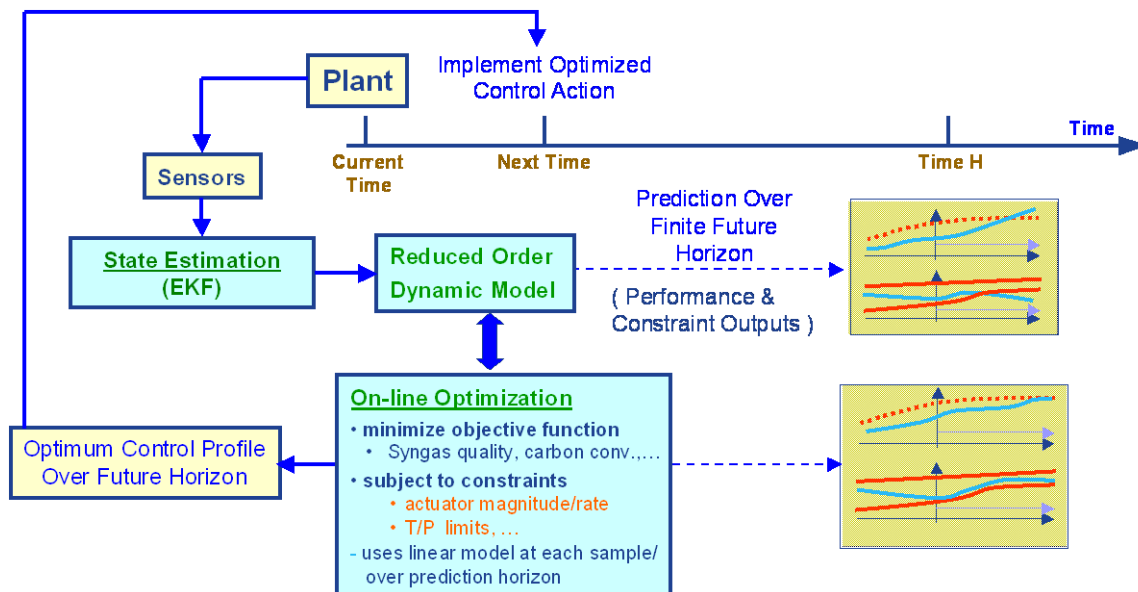 Plant
Implement Optimized
Control Action
Time
Current
Time
Next Time
Time H
Sensors
Prediction Over
Finite Future
Horizon
State Estimation
(EKF)
Reduced Order
Dynamic Model
( Performance &
Constraint Outputs )
On-line Optimization
• minimize objective function
• Syngas quality, carbon conv.,...
• subject to constraints
• actuator magnitude/rate
• T/P limits, ...
- uses linear model at each sample/
over prediction horizon
Optimum Control Profile
Over Future Horizon